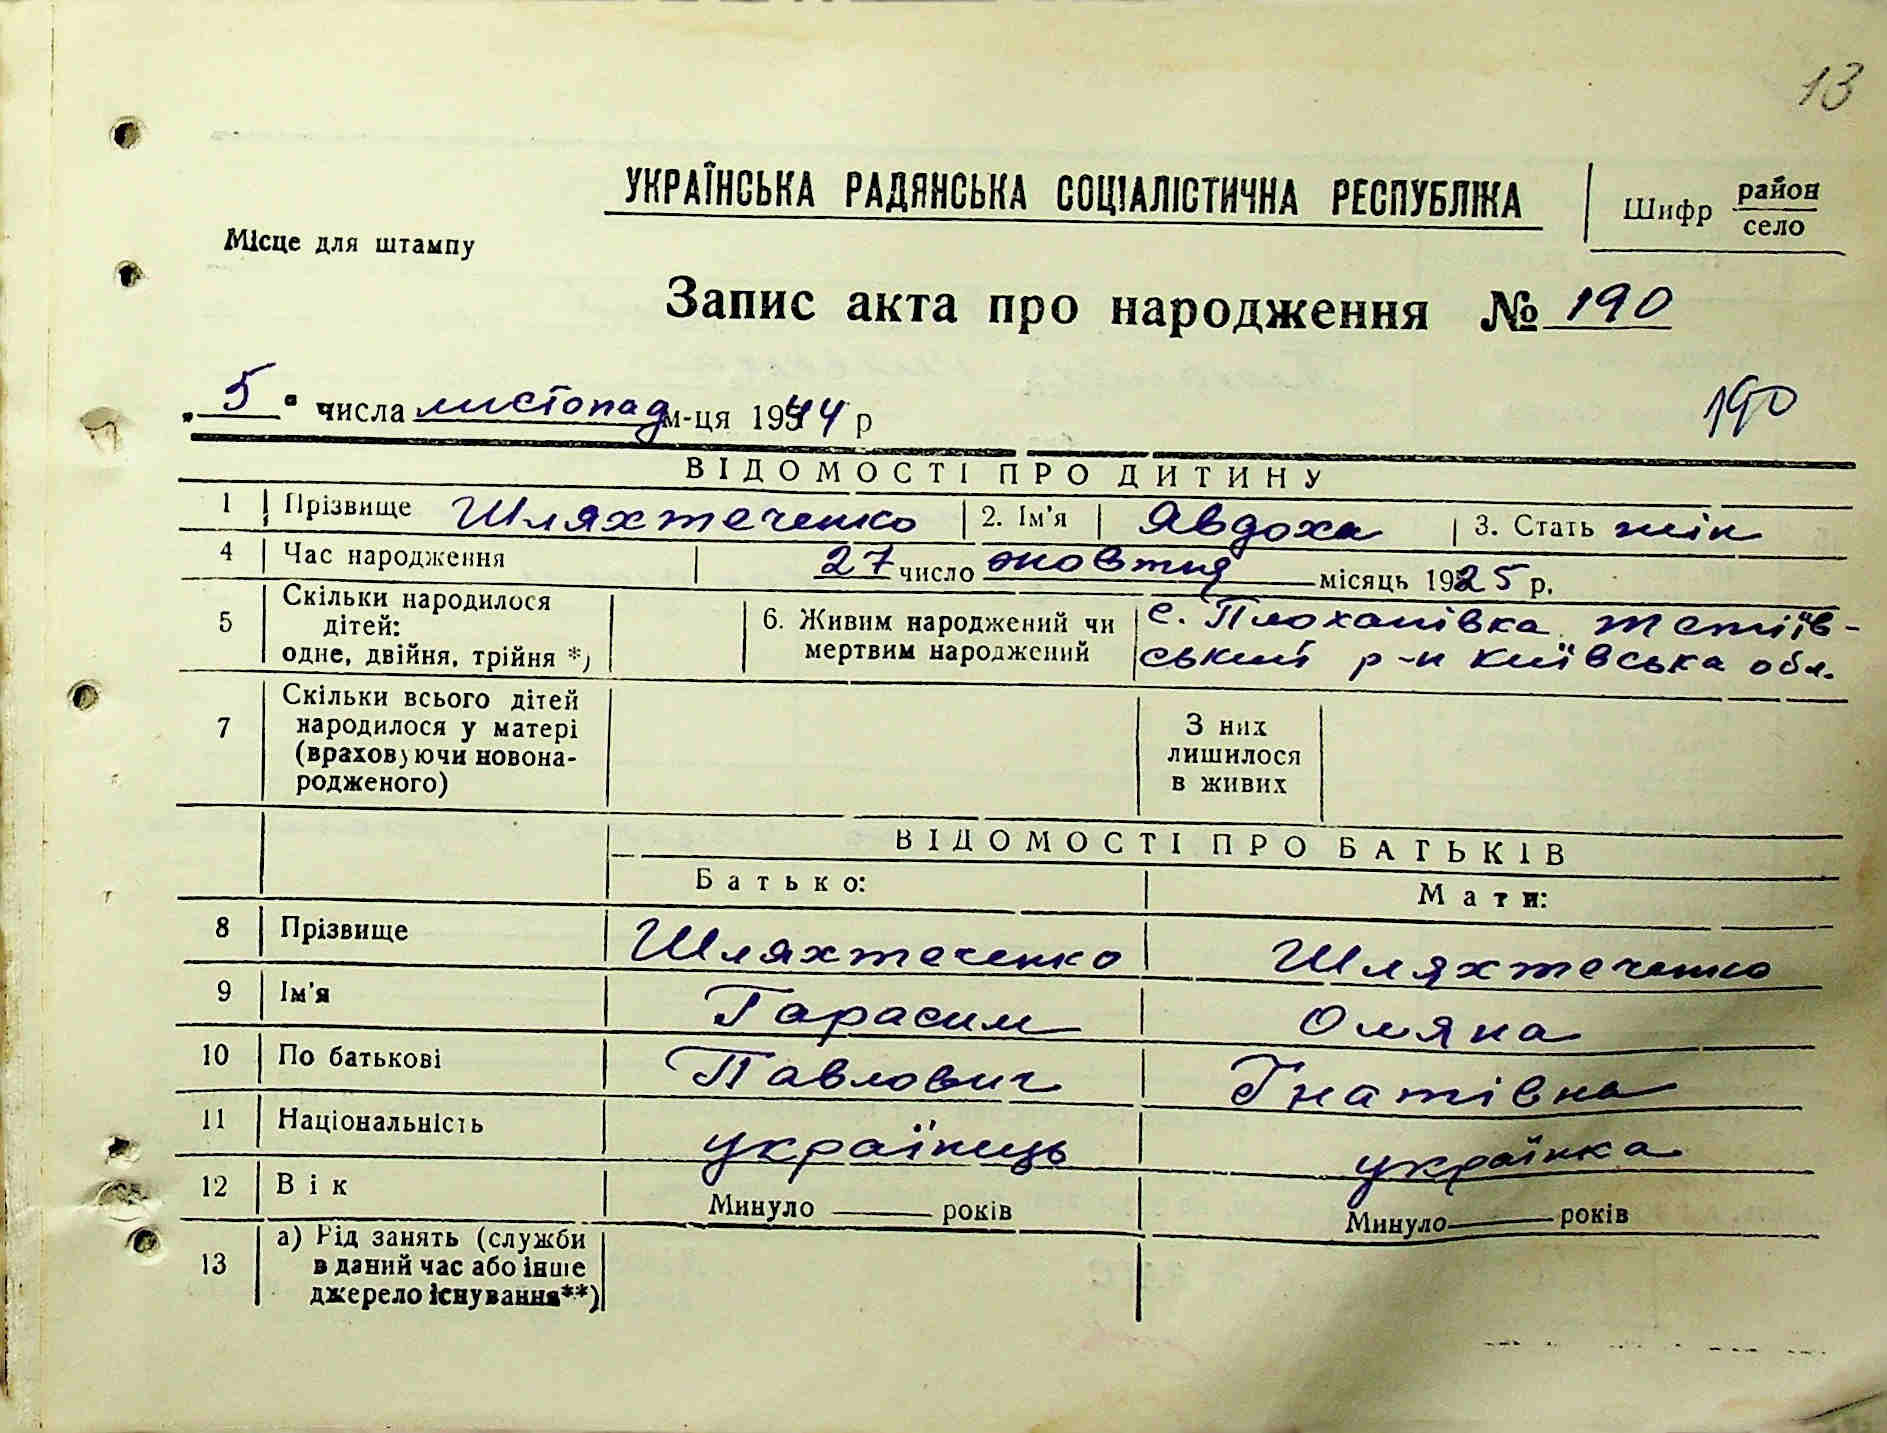 13
УКРАЇНСЬКА РАДЯНСЬКА СОЦІАЛІСТИЧНА РЕСПУБЛІКА
Шифр район село
Місце для штампу
Запис акта про народження № 190
„5" числа листопад м-ця 1944 р
190
ВІДОМОСТІ ПРО ДИТИНУ
1 Прізвище Шляхтеченко 2. Ім'я Явдоха 3. Стать жін
4 Час народження 27 число жовтня місяць 1925 р.
5 Скільки народилося дітей: одне, двійня, трійня *)
6. Живим народжений чи мертвим народжений
с. Плоханівка тетіїв-
ський р-н Київська обл.
7 Скільки всього дітей народилося у матері (враховуючи новона-родженого)
З них лишилося в живих
ВІДОМОСТІ ПРО БАТЬКІВ
Батько: Мати:
8 Прізвище Шляхтеченко Шляхтеченко
9 Ім'я Гарасим Оляна
10 По батькові Павлович Гнатівна
11 Національність українець українка
12 Вік Минуло років Минуло років
13 а) Рід занять (служби в даний час або інше джерело існування**)